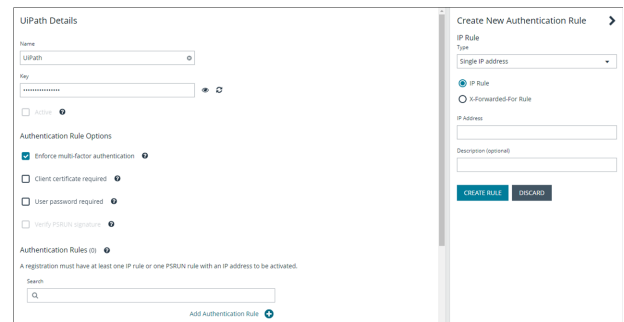 UiPath Details
Name
UiPath
Key
••••••••••••••••
Active
Authentication Rule Options
Enforce multi-factor authentication
Client certificate required
User password required
Verify PSRUN signature
Authentication Rules (0)
A registration must have at least one IP rule or one PSRUN rule with an IP address to be activated.
Search
Add Authentication Rule
Create New Authentication Rule
IP Rule
Type
Single IP address
IP Rule
X-Forwarded-For Rule
IP Address
Description (optional)
CREATE RULE DISCARD